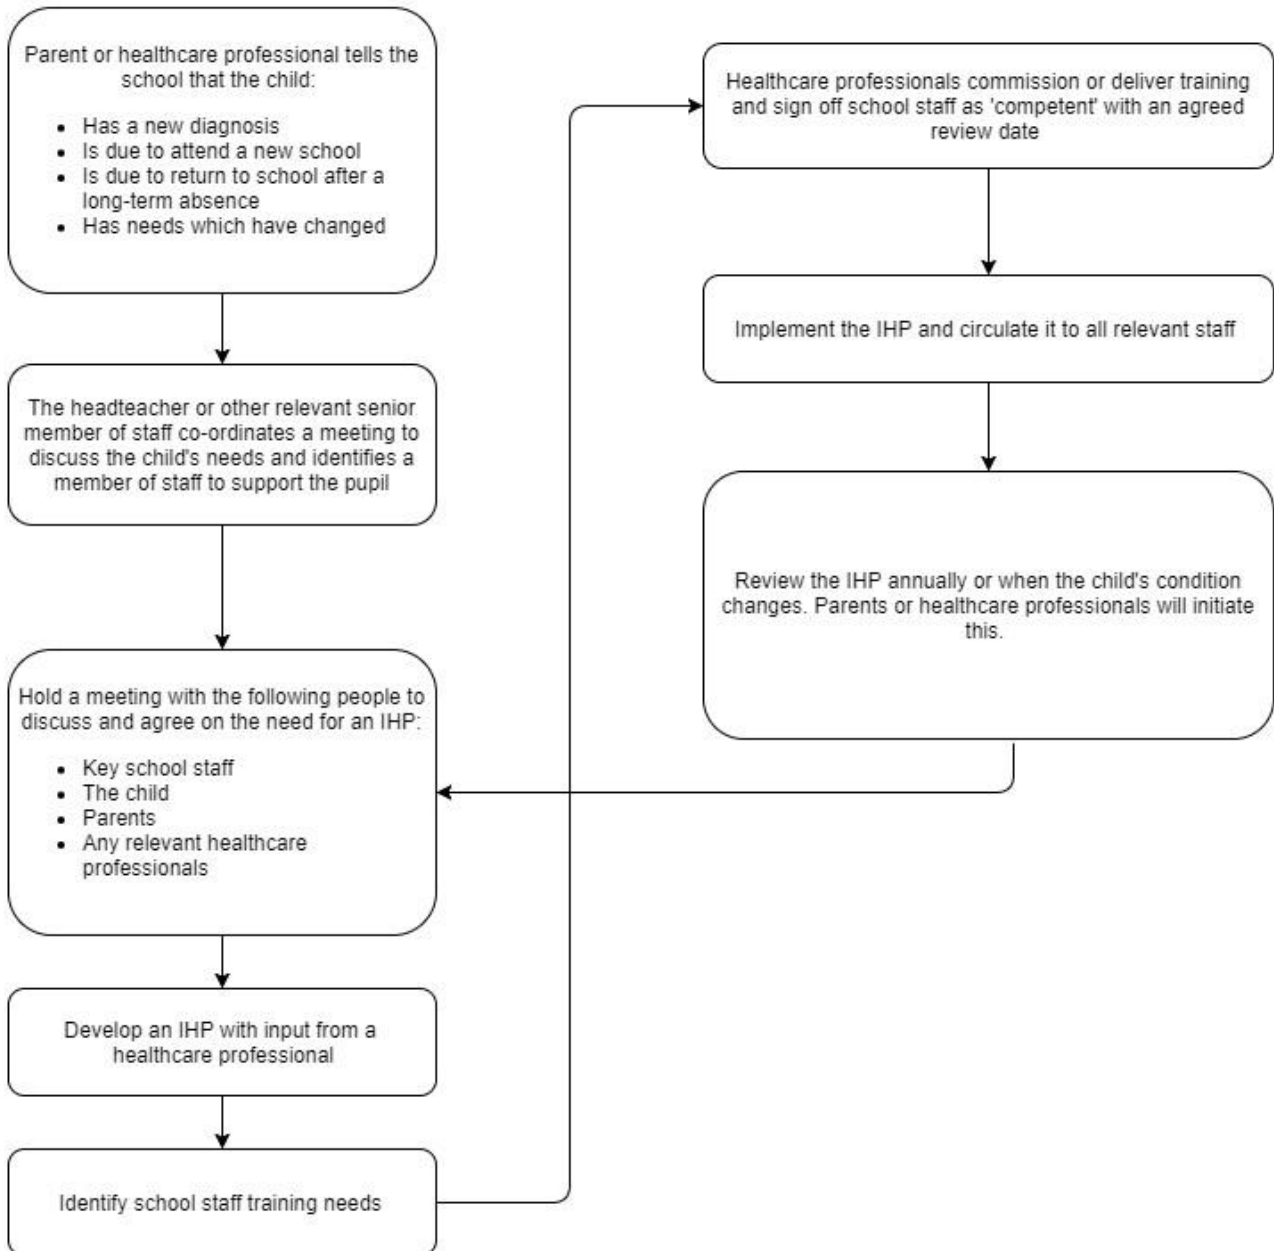 Parent or healthcare professional tells the
school that the child:
• Has a new diagnosis
• Is due to attend a new school
• Is due to return to school after a
long-term absence
• Has needs which have changed
The headteacher or other relevant senior
member of staff co-ordinates a meeting to
discuss the child's needs and identifies a
member of staff to support the pupil
Hold a meeting with the following people to
discuss and agree on the need for an IHP:
• Key school staff
• The child
• Parents
• Any relevant healthcare
professionals
Develop an IHP with input from a
healthcare professional
Identify school staff training needs
Healthcare professionals commission or deliver training
and sign off school staff as 'competent' with an agreed
review date
Implement the IHP and circulate it to all relevant staff
Review the IHP annually or when the child's condition
changes. Parents or healthcare professionals will initiate
this.